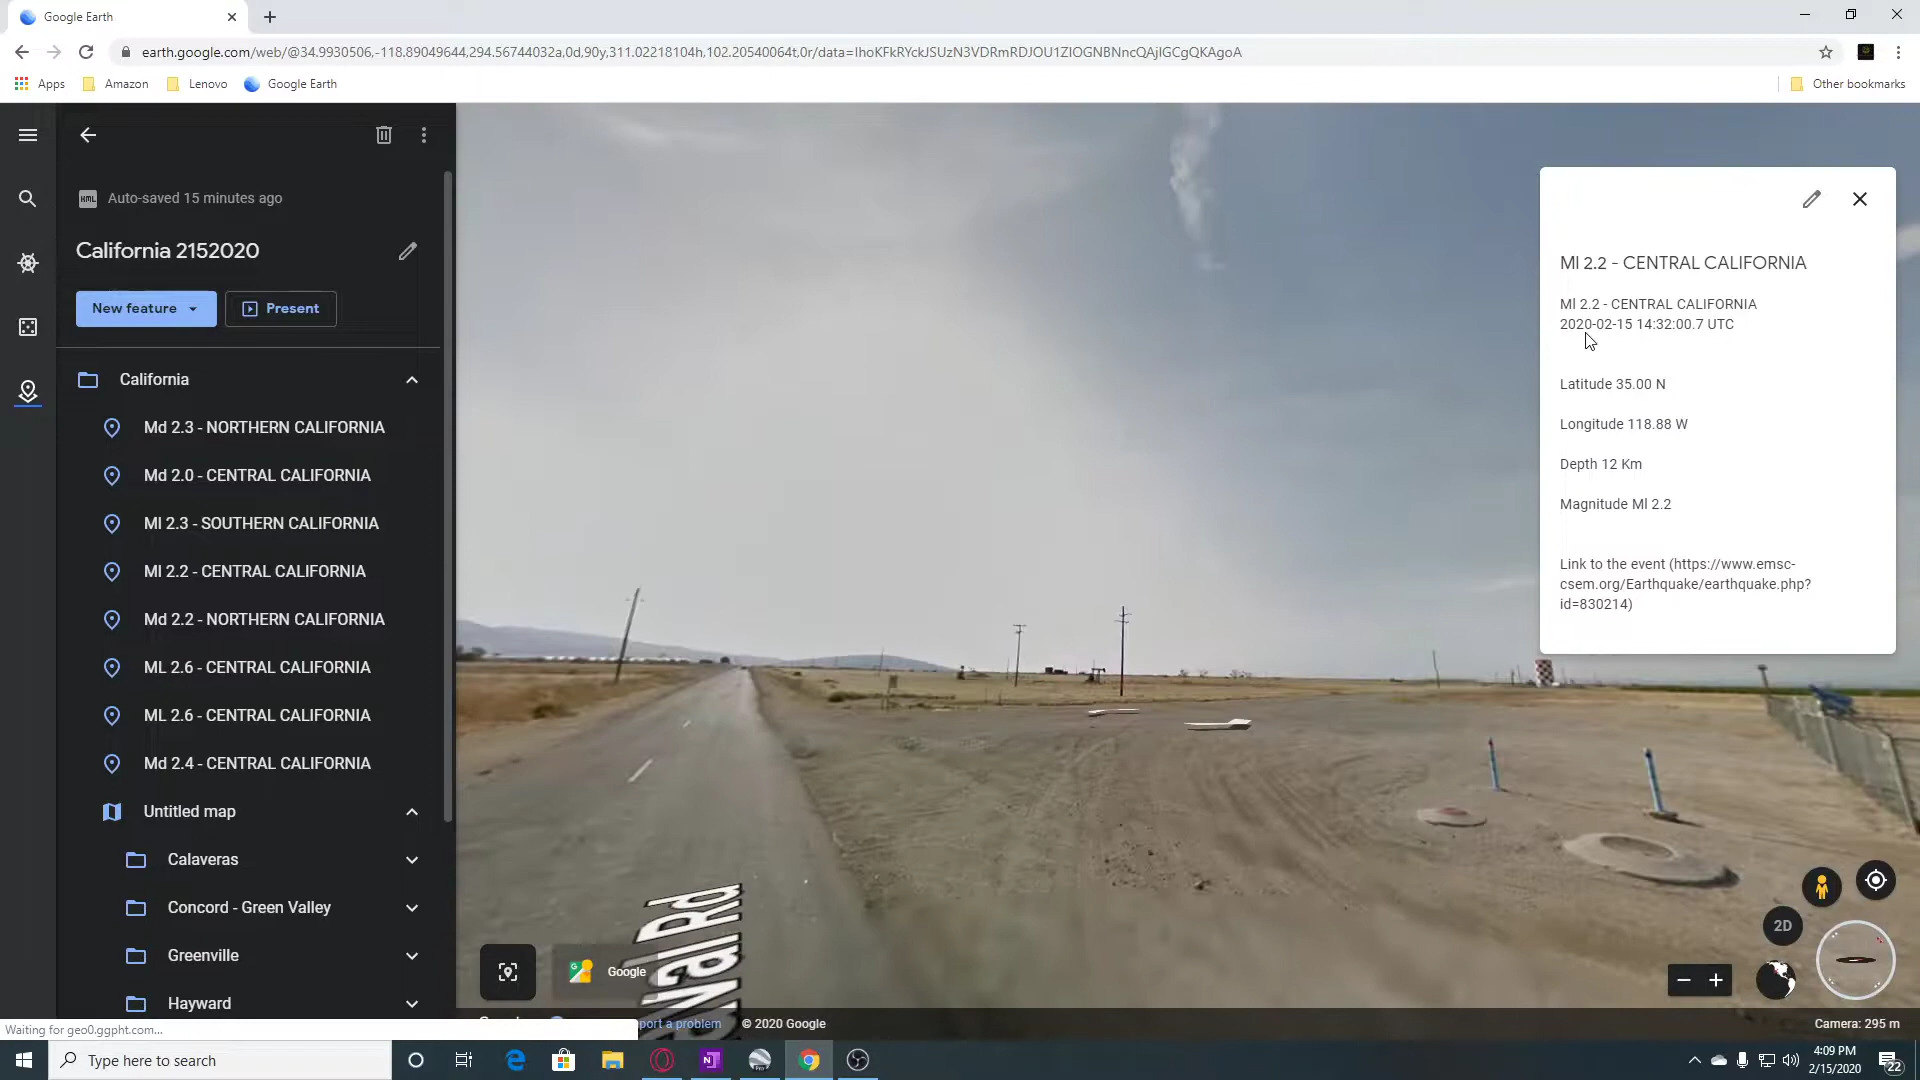 Google Earth
earth.google.com/web/@34.9930506,-118.89049644,294.56744032a,0d,90y,311.02218104h,102.20540064t,0r/data=IhoKFkRYckJSUzN3VDRmRDJOU1ZIOGNBNncQAjIGCgQKAgoA
Apps
Amazon
Lenovo
Google Earth
Other bookmarks
KML
Auto-saved 15 minutes ago
California 2152020
New feature
Present
California
Md 2.3 - NORTHERN CALIFORNIA
Md 2.0 - CENTRAL CALIFORNIA
Ml 2.3 - SOUTHERN CALIFORNIA
Ml 2.2 - CENTRAL CALIFORNIA
Md 2.2 - NORTHERN CALIFORNIA
ML 2.6 - CENTRAL CALIFORNIA
ML 2.6 - CENTRAL CALIFORNIA
Md 2.4 - CENTRAL CALIFORNIA
Untitled map
Calaveras
Concord - Green Valley
Greenville
Hayward
Ml 2.2 - CENTRAL CALIFORNIA
Ml 2.2 - CENTRAL CALIFORNIA
2020-02-15 14:32:00.7 UTC
Latitude 35.00 N
Longitude 118.88 W
Depth 12 Km
Magnitude Ml 2.2
Link to the event (https://www.emsc-
csem.org/Earthquake/earthquake.php?
id=830214)
2D
Google
Rd
port a problem
© 2020 Google
Camera: 295 m
Waiting for geo0.ggpht.com...
Type here to search
4:09 PM
2/15/2020
22